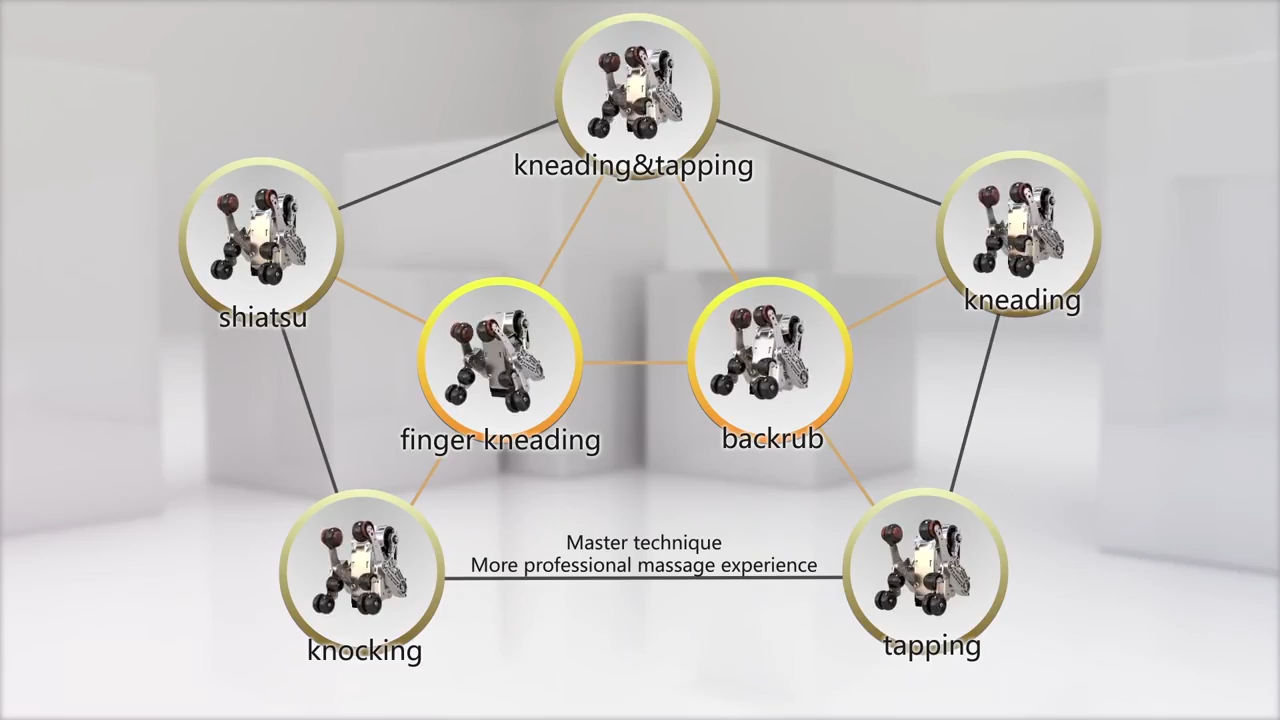 kneading&tapping
shiatsu
kneading
finger kneading
backrub
Master technique
More professional massage experience
knocking
tapping